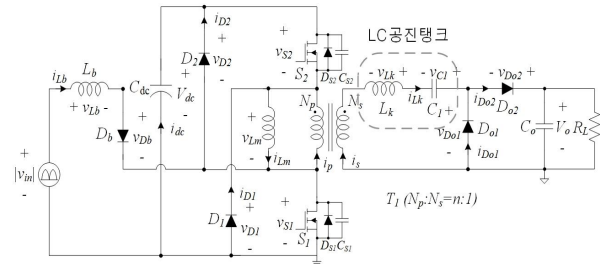 LC공진탱크
i_Lb
L_b
+ v_Lb -
C_dc
+
V_dc
-
i_dc
D_b
+
v_Db
-
i_D2
D_2
+
v_D2
-
+
v_S2
-
S_2
D_S2 C_S2
N_p
N_s
+
v_Lm
-
i_Lm
i_p
i_s
- v_Lk +
L_k
i_Lk
- v_C1 +
C_1
- v_Do2 +
i_Do2
D_o2
+
v_Do1
-
D_o1
i_Do1
C_o
+
V_o
-
R_L
+
|v_in|
-
i_D1
D_1
+
v_D1
-
+
v_S1
-
S_1
D_S1 C_S1
T_1 (N_p:N_s=n:1)